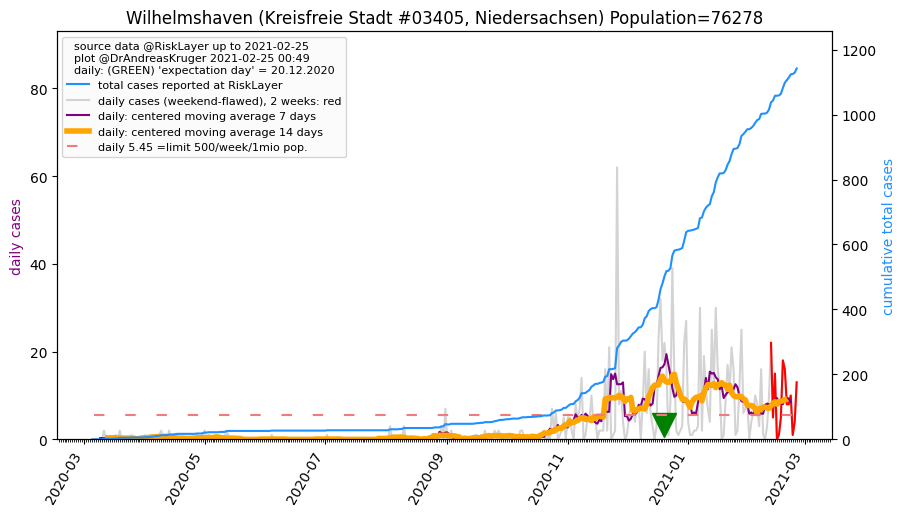 Wilhelmshaven (Kreisfreie Stadt #03405, Niedersachsen) Population=76278
source data @RiskLayer up to 2021-02-25
plot @DrAndreasKruger 2021-02-25 00:49
daily: (GREEN) 'expectation day' = 20.12.2020
total cases reported at RiskLayer
daily cases (weekend-flawed), 2 weeks: red
daily: centered moving average 7 days
daily: centered moving average 14 days
daily 5.45 =limit 500/week/1mio pop.
daily cases
80
60
40
20
0
cumulative total cases
1200
1000
800
600
400
200
0
2020-03
2020-05
2020-07
2020-09
2020-11
2021-01
2021-03